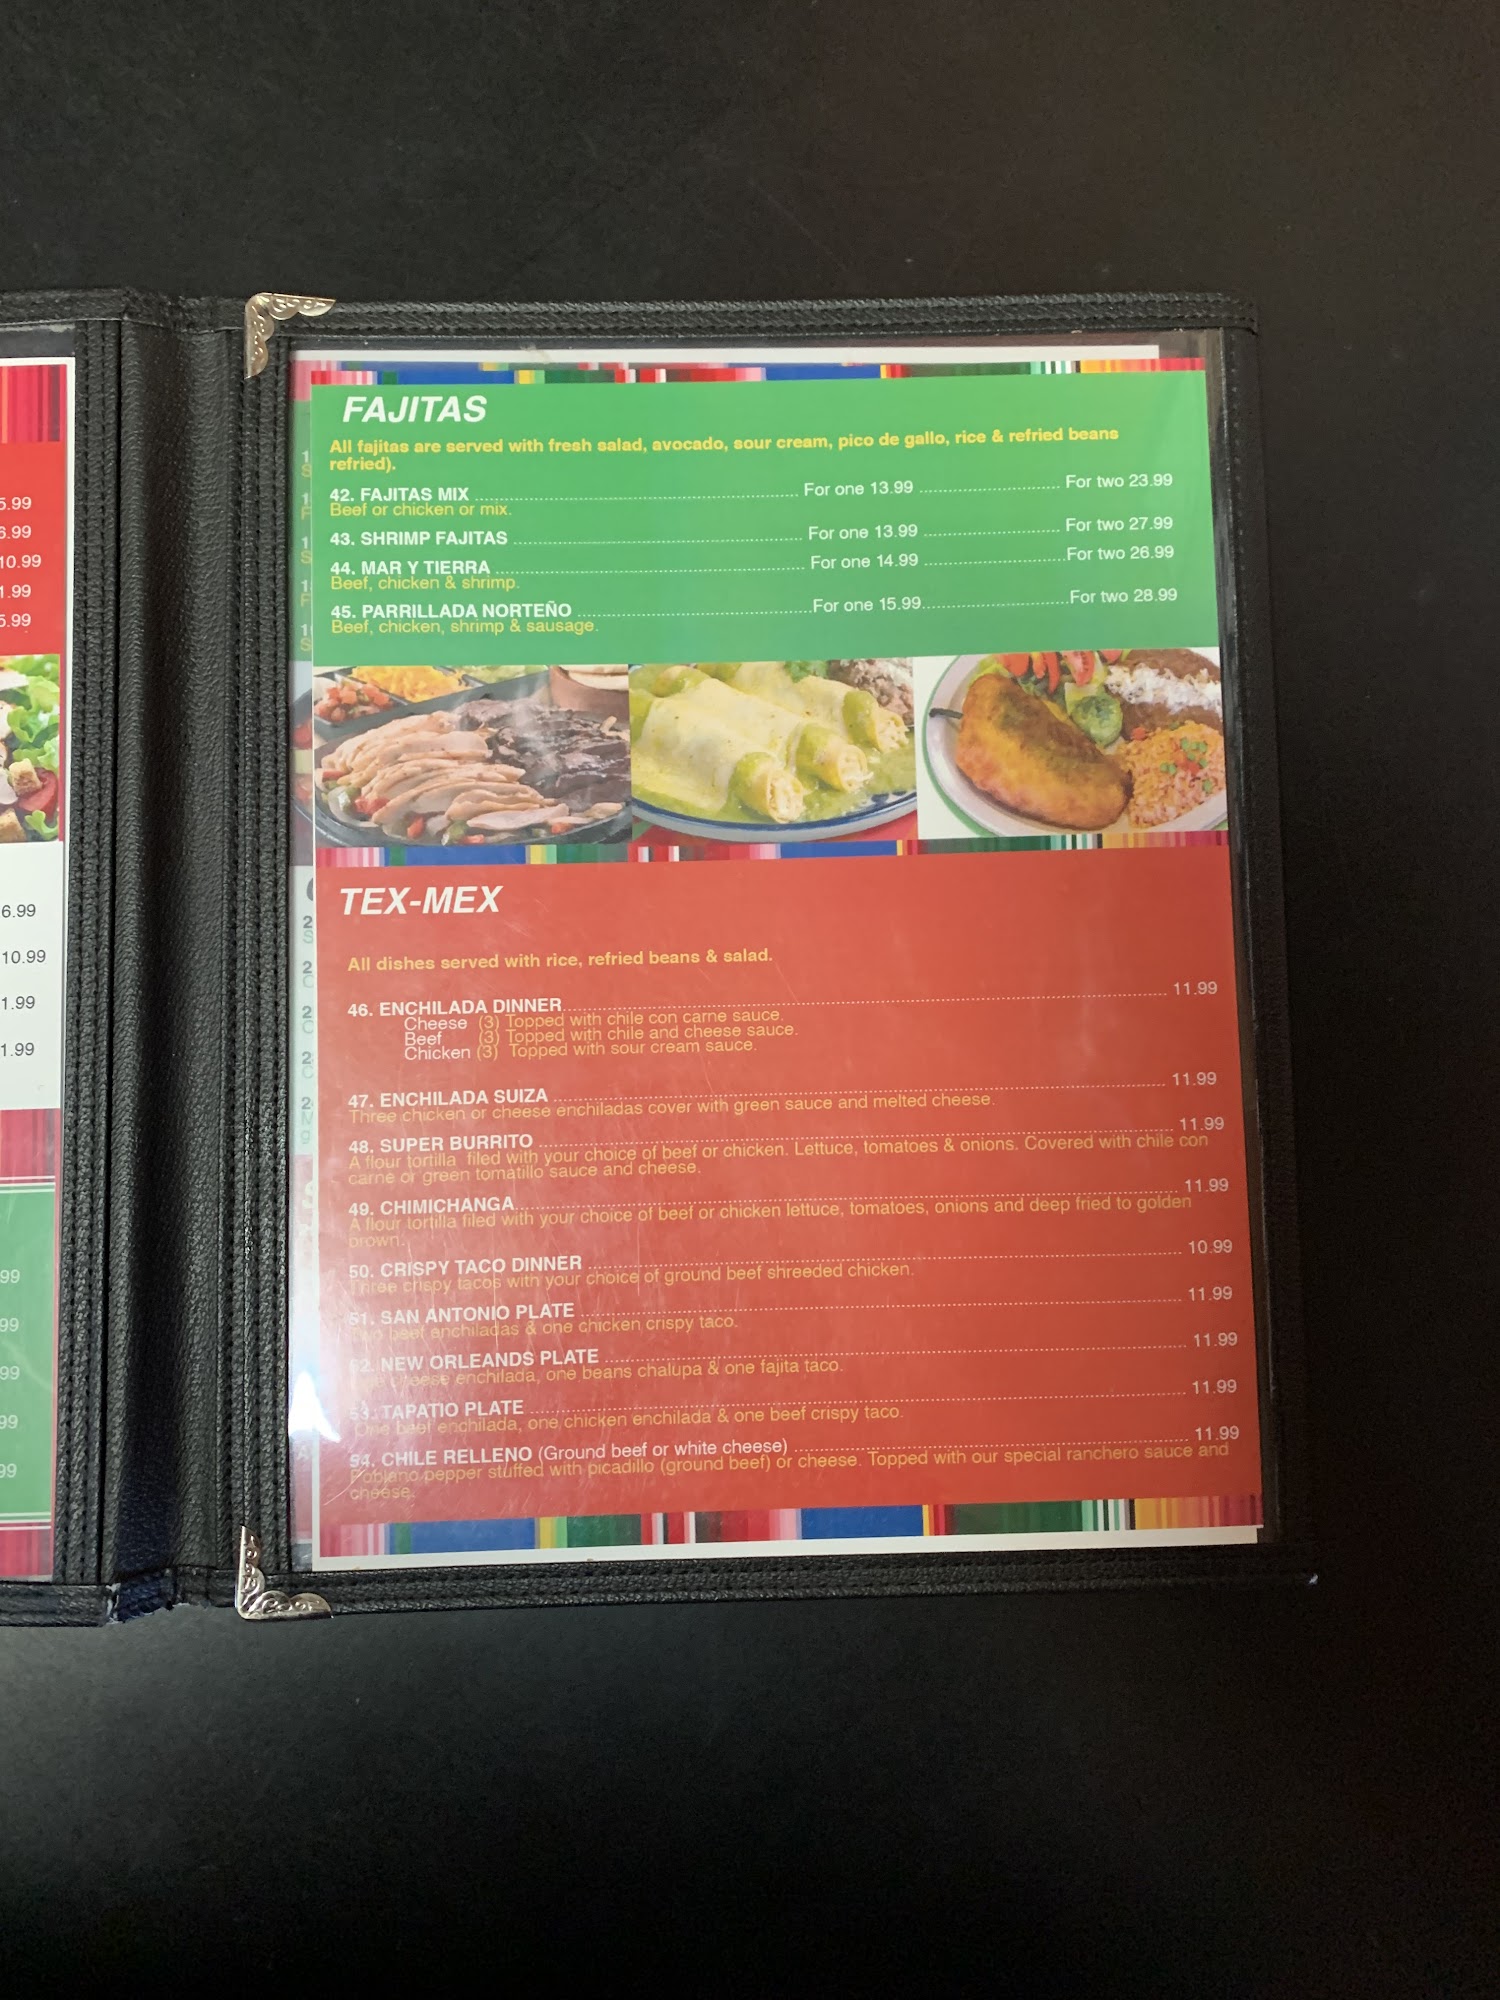 FAJITAS
All fajitas are served with fresh salad, avocado, sour cream, pico de gallo, rice & refried beans
refried).
42. FAJITAS MIX ........ For one 13.99 ........ For two 23.99
Beef or chicken or mix.
43. SHRIMP FAJITAS ........ For one 13.99 ........ For two 27.99
44. MAR Y TIERRA ........ For one 14.99 ........ For two 26.99
Beef, chicken & shrimp.
45. PARRILLADA NORTEÑO ........ For one 15.99 ........ For two 28.99
Beef, chicken, shrimp & sausage.
TEX-MEX
All dishes served with rice, refried beans & salad.
46. ENCHILADA DINNER ........ 11.99
Cheese (3) Topped with chile con carne sauce.
Beef (3) Topped with chile and cheese sauce.
Chicken (3) Topped with sour cream sauce.
47. ENCHILADA SUIZA ........ 11.99
Three chicken or cheese enchiladas cover with green sauce and melted cheese.
48. SUPER BURRITO ........ 11.99
A flour tortilla filed with your choice of beef or chicken. Lettuce, tomatoes & onions. Covered with chile con
carne or green tomatillo sauce and cheese.
49. CHIMICHANGA ........ 11.99
A flour tortilla filed with your choice of beef or chicken lettuce, tomatoes, onions and deep fried to golden
brown.
50. CRISPY TACO DINNER ........ 10.99
Three crispy tacos with your choice of ground beef shreeded chicken.
51. SAN ANTONIO PLATE ........ 11.99
Two beef enchiladas & one chicken crispy taco.
52. NEW ORLEANDS PLATE ........ 11.99
One cheese enchilada, one beans chalupa & one fajita taco.
53. TAPATIO PLATE ........ 11.99
One beef enchilada, one chicken enchilada & one beef crispy taco.
54. CHILE RELLENO (Ground beef or white cheese) ........ 11.99
Poblano pepper stuffed with picadillo (ground beef) or cheese. Topped with our special ranchero sauce and
cheese.